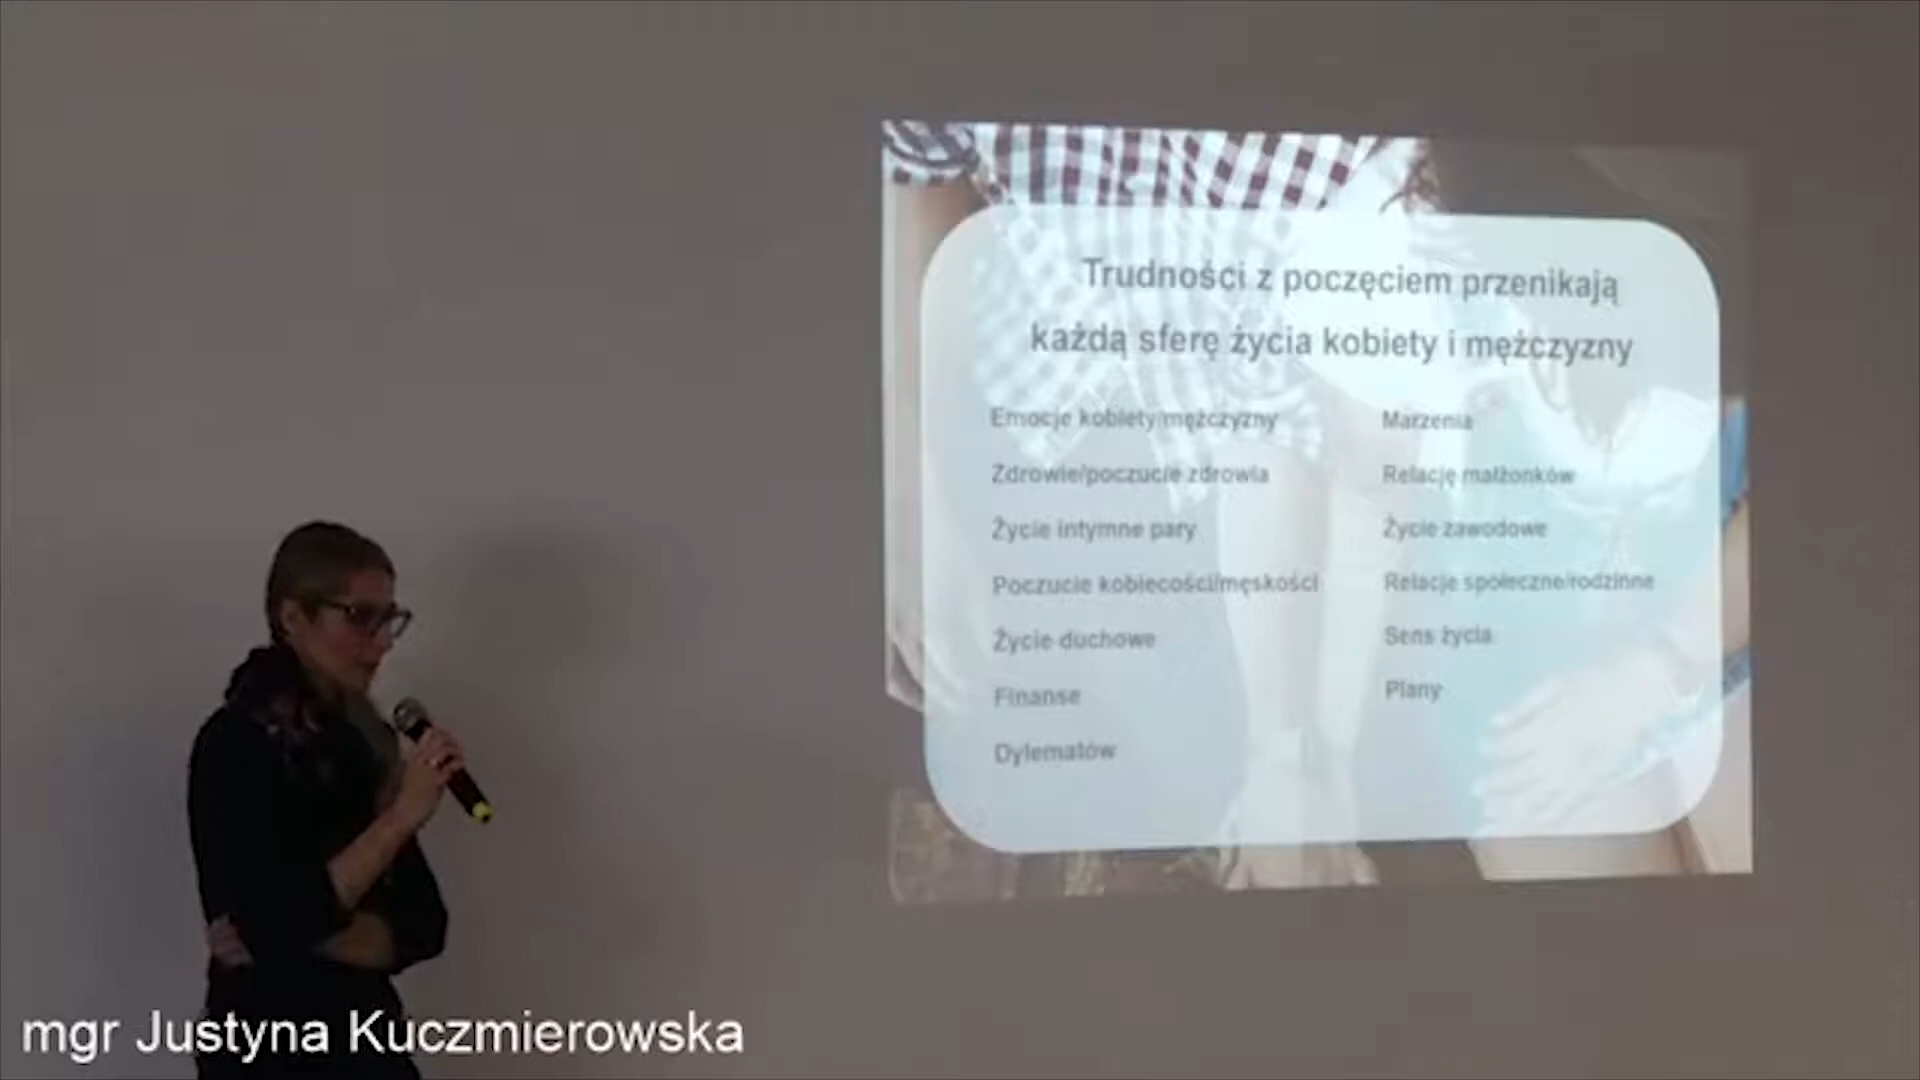 Trudności z poczęciem przenikają
każdą sferę życia kobiety i mężczyzny
Emocje kobiety/mężczyzny
Zdrowie/poczucie zdrowia
Życie intymne pary
Poczucie kobiecości/męskości
Życie duchowe
Finanse
Dylematów
Marzenia
Relację małżonków
Życie zawodowe
Relacje społeczne/rodzinne
Sens życia
Plany
mgr Justyna Kuczmierowska